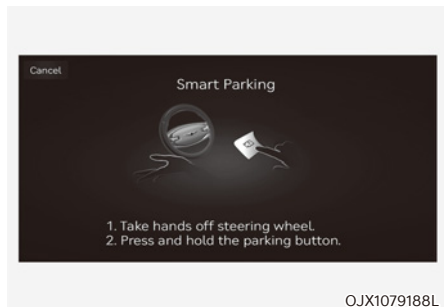 Cancel
Smart Parking
1. Take hands off steering wheel.
2. Press and hold the parking button.
OJX1079188L